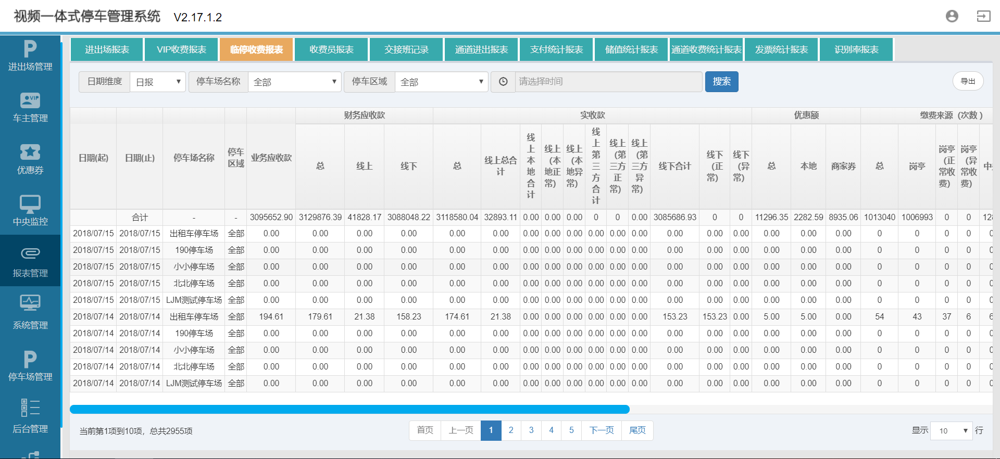 视频一体式停车管理系统 V2.17.1.2
进出场管理
VIP
车主管理
优惠券
中央监控
报表管理
系统管理
停车场管理
后台管理
进出场报表 VIP收费报表 临停收费报表 收费员报表 交接班记录 通道进出报表 支付统计报表 储值统计报表 通道收费统计报表 发票统计报表 识别率报表
日期维度 日报 停车场名称 全部 停车区域 全部 请选择时间 搜索 导出
财务应收款 实收款 优惠额 缴费来源（次数）
日期(起) 日期(止) 停车场名称 停车区域 业务应收款 总 线上 线下 总 线上总合计 线上本地合计 线上（本地正常） 线上（本地异常） 线上第三方合计 线上（第三方正常） 线上（第三方异常） 线下合计 线下（正常） 线下（异常） 总 本地 商家券 总 岗亭 岗亭（正常收费） 岗亭（异常收费） 中
合计 - - 3095652.90 3129876.39 41828.17 3088048.22 3118580.04 32893.11 0.00 0.00 0.00 0 0 0.00 3085686.93 0 0 11296.35 2282.59 8935.06 1013040 1006993 0 0 128
2018/07/15 2018/07/15 出租车停车场 全部 0.00 0.00 0.00 0.00 0.00 0.00 0.00 0.00 0.00 0.00 0.00 0.00 0.00 0.00 0.00 0.00 0.00 0.00 0 0 0 0 0
2018/07/15 2018/07/15 190停车场 全部 0.00 0.00 0.00 0.00 0.00 0.00 0.00 0.00 0.00 0.00 0.00 0.00 0.00 0.00 0.00 0.00 0.00 0.00 0 0 0 0 0
2018/07/15 2018/07/15 小小停车场 全部 0.00 0.00 0.00 0.00 0.00 0.00 0.00 0.00 0.00 0.00 0.00 0.00 0.00 0.00 0.00 0.00 0.00 0.00 0 0 0 0 0
2018/07/15 2018/07/15 北北停车场 全部 0.00 0.00 0.00 0.00 0.00 0.00 0.00 0.00 0.00 0.00 0.00 0.00 0.00 0.00 0.00 0.00 0.00 0.00 0 0 0 0 0
2018/07/15 2018/07/15 LJM测试停车场 全部 0.00 0.00 0.00 0.00 0.00 0.00 0.00 0.00 0.00 0.00 0.00 0.00 0.00 0.00 0.00 0.00 0.00 0.00 0 0 0 0 0
2018/07/14 2018/07/14 出租车停车场 全部 194.61 179.61 21.38 158.23 174.61 21.38 0.00 0.00 0.00 0.00 0.00 0.00 153.23 153.23 0.00 5.00 5.00 0.00 54 43 37 6 6
2018/07/14 2018/07/14 190停车场 全部 0.00 0.00 0.00 0.00 0.00 0.00 0.00 0.00 0.00 0.00 0.00 0.00 0.00 0.00 0.00 0.00 0.00 0.00 0 0 0 0 0
2018/07/14 2018/07/14 小小停车场 全部 0.00 0.00 0.00 0.00 0.00 0.00 0.00 0.00 0.00 0.00 0.00 0.00 0.00 0.00 0.00 0.00 0.00 0.00 0 0 0 0 0
2018/07/14 2018/07/14 北北停车场 全部 0.00 0.00 0.00 0.00 0.00 0.00 0.00 0.00 0.00 0.00 0.00 0.00 0.00 0.00 0.00 0.00 0.00 0.00 0 0 0 0 0
2018/07/14 2018/07/14 LJM测试停车场 全部 0.00 0.00 0.00 0.00 0.00 0.00 0.00 0.00 0.00 0.00 0.00 0.00 0.00 0.00 0.00 0.00 0.00 0.00 0 0 0 0 0
当前第1项到10项，总共2955项 首页 上一页 1 2 3 4 5 下一页 尾页 显示 10 行